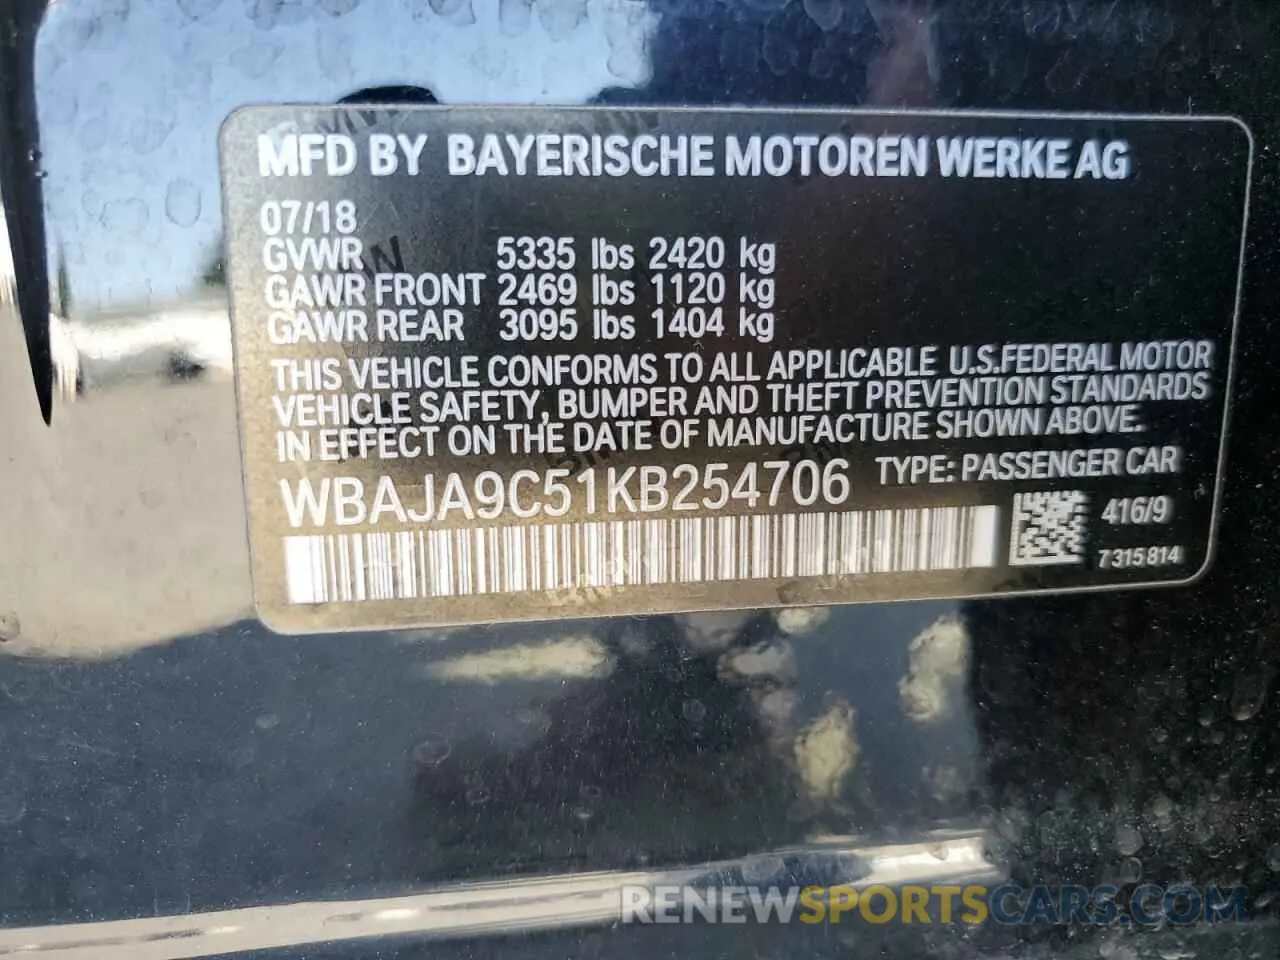 MFD BY BAYERISCHE MOTOREN WERKE AG
07/18
GVWR 5335 lbs 2420 kg
GAWR FRONT 2469 lbs 1120 kg
GAWR REAR 3095 lbs 1404 kg
THIS VEHICLE CONFORMS TO ALL APPLICABLE U.S.FEDERAL MOTOR
VEHICLE SAFETY, BUMPER AND THEFT PREVENTION STANDARDS
IN EFFECT ON THE DATE OF MANUFACTURE SHOWN ABOVE.
WBAJA9C51KB254706 TYPE: PASSENGER CAR
416/9
7315814
RENEWSPORTSCARS.COM